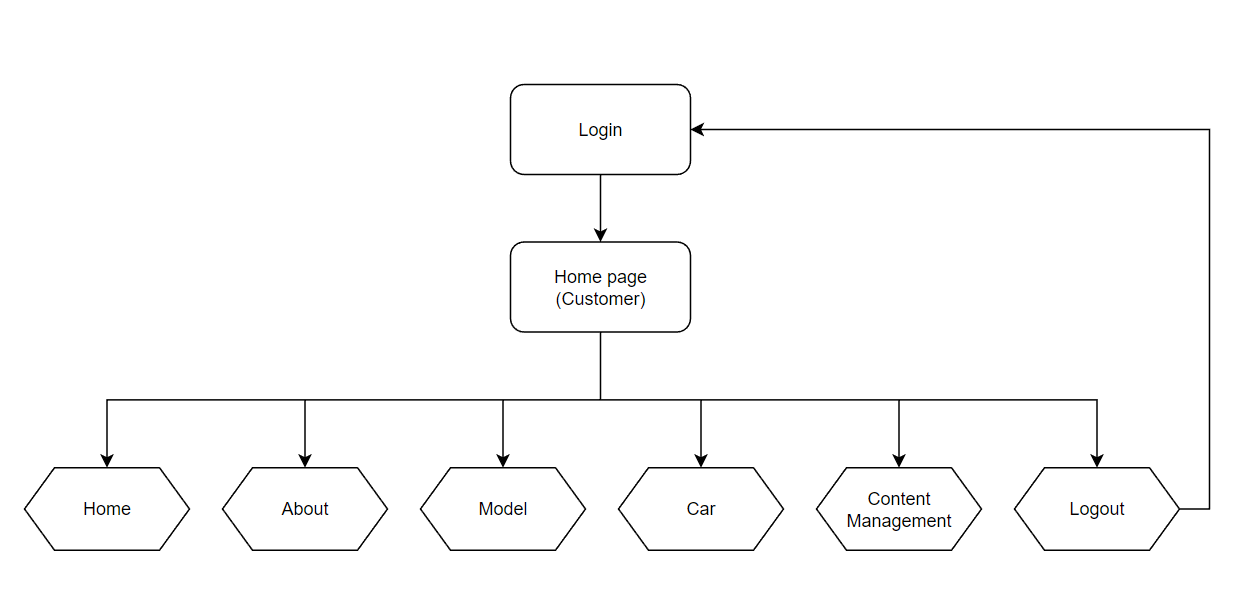 Login
Home page
(Customer)
Home
About
Model
Car
Content
Management
Logout